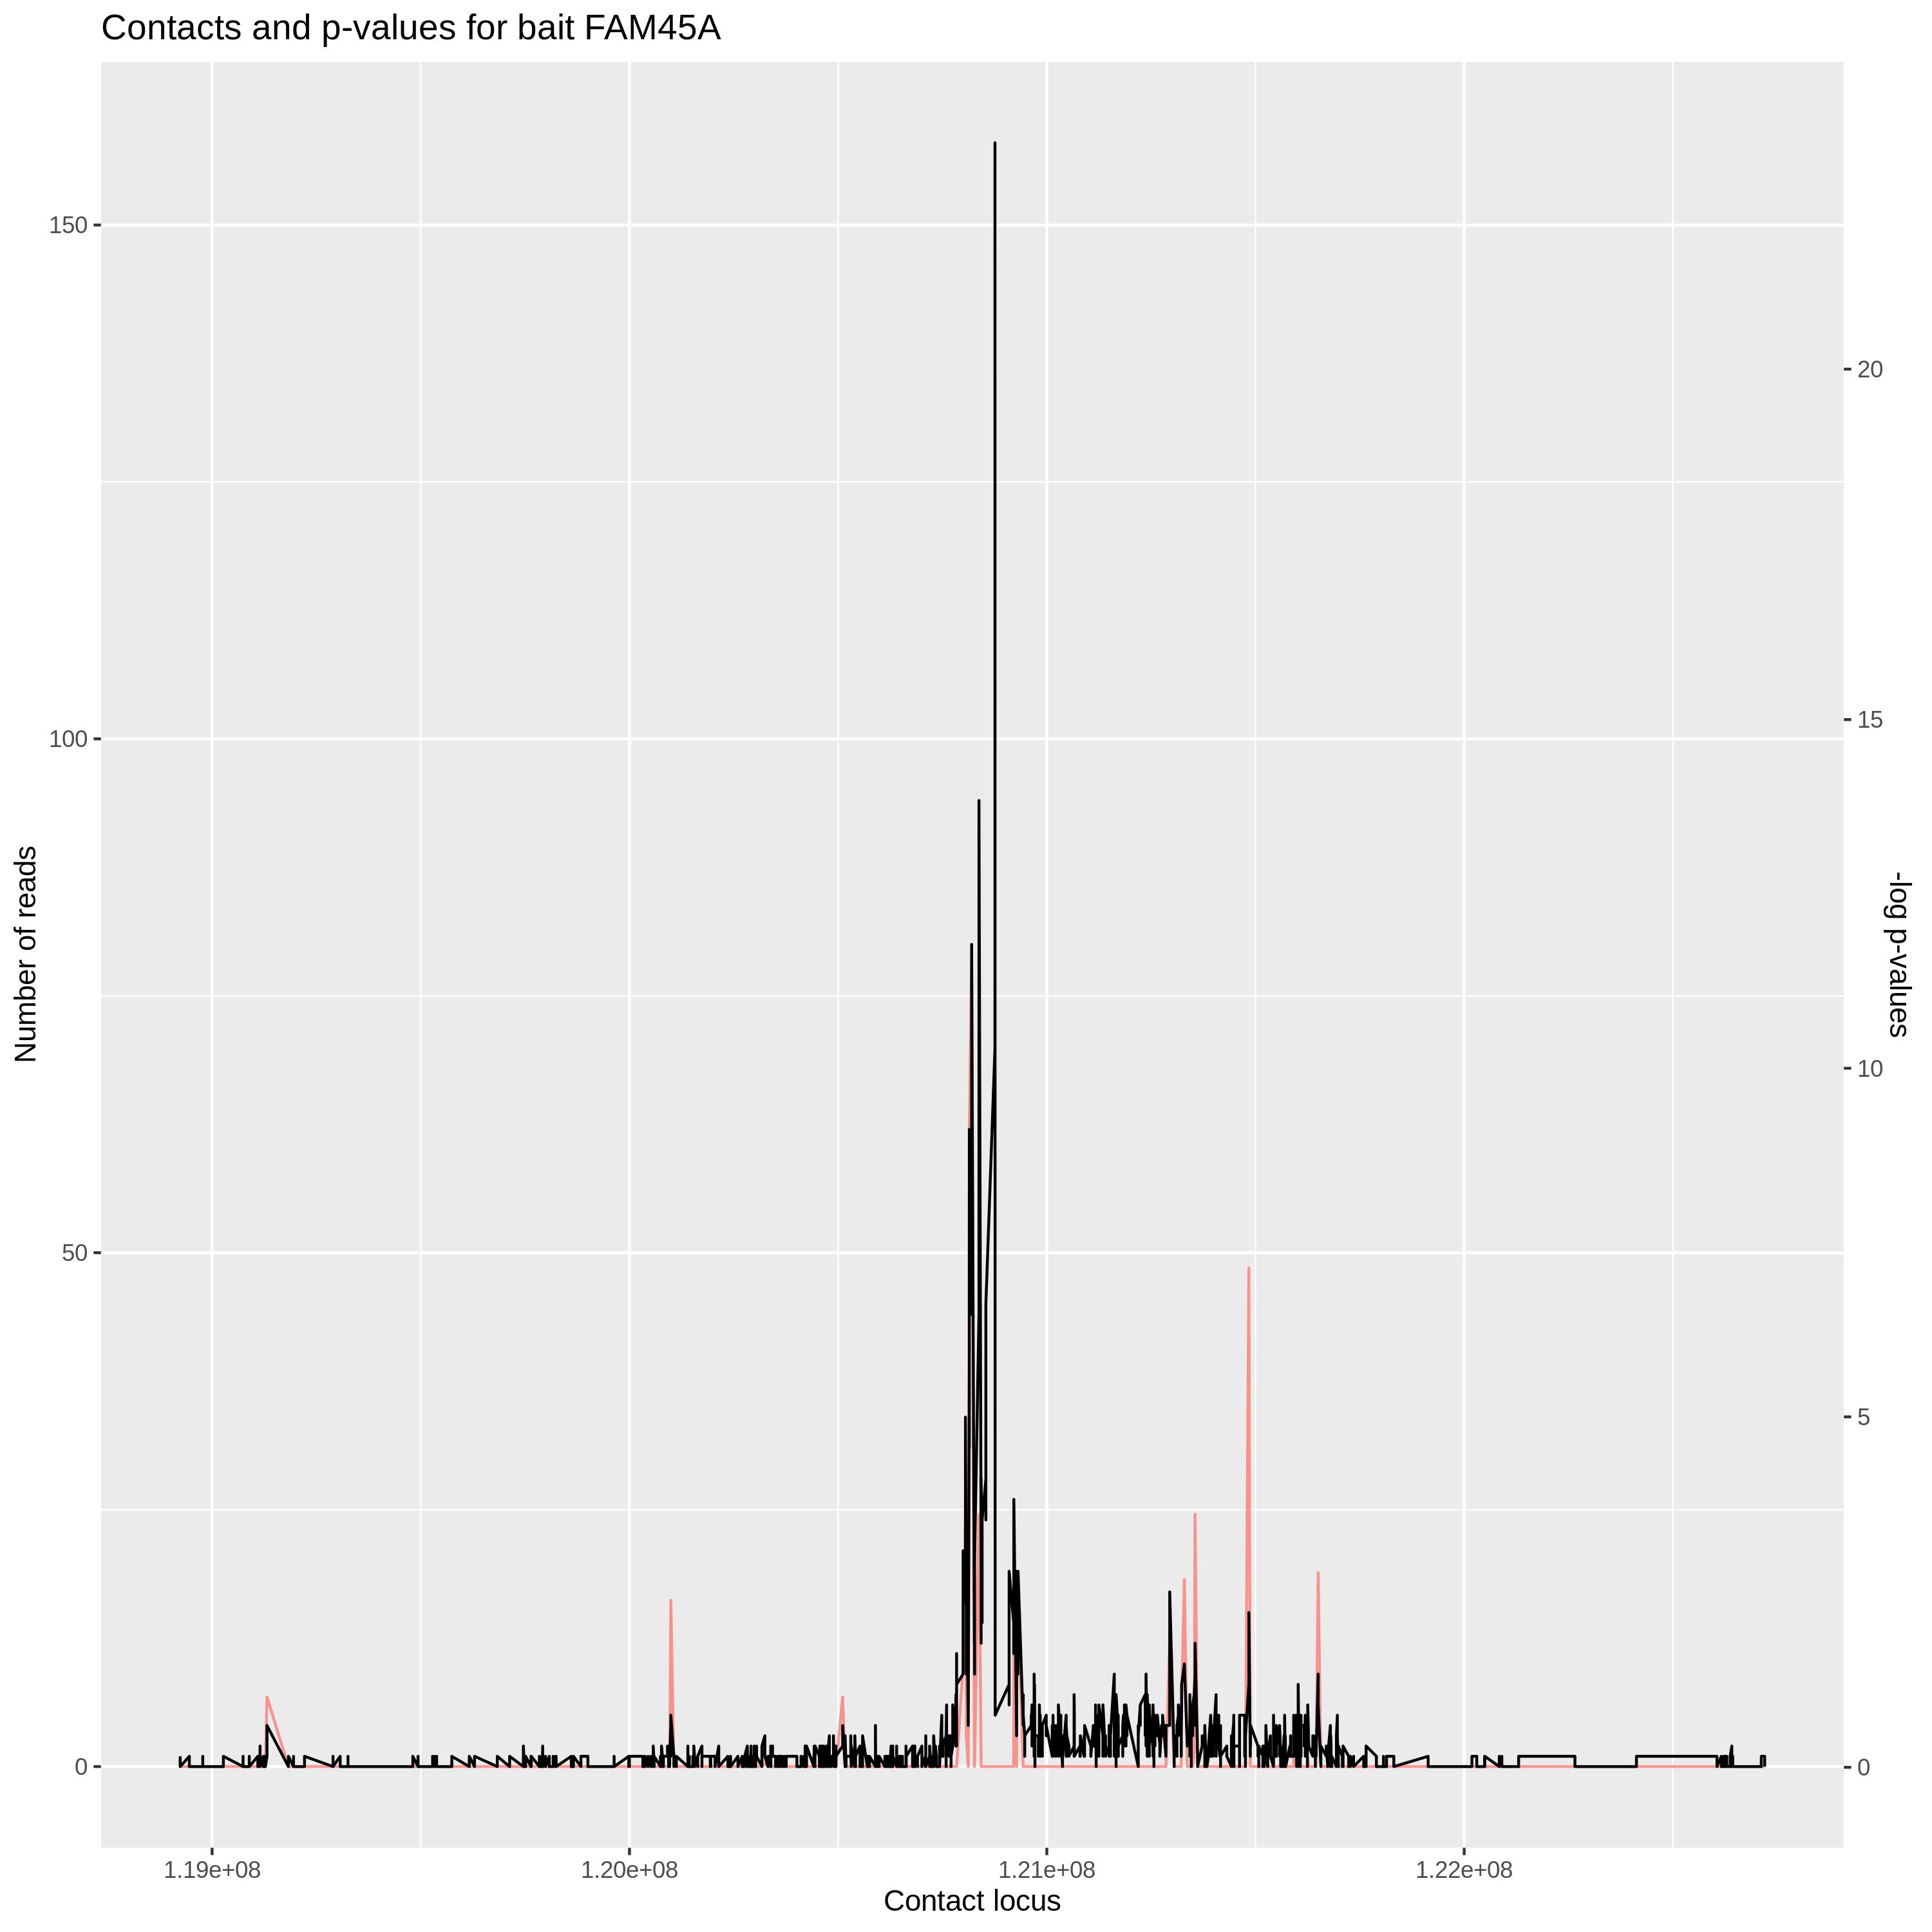 Contacts and p-values for bait FAM45A
150
100
50
0
Number of reads
20
15
10
5
0
-log p-values
1.19e+08
1.20e+08
1.21e+08
1.22e+08
Contact locus